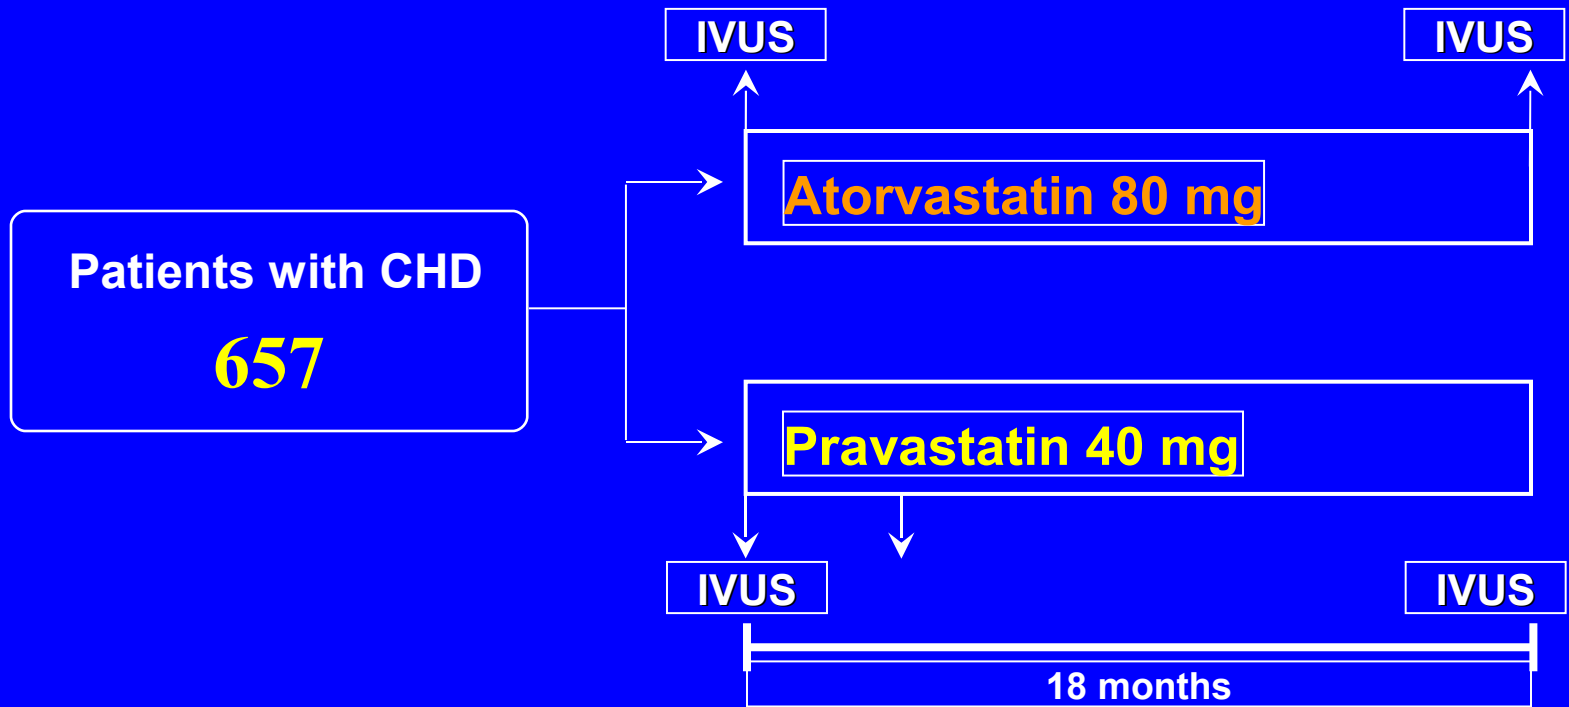 IVUS
IVUS
Atorvastatin 80 mg
Patients with CHD
657
Pravastatin 40 mg
IVUS
IVUS
18 months